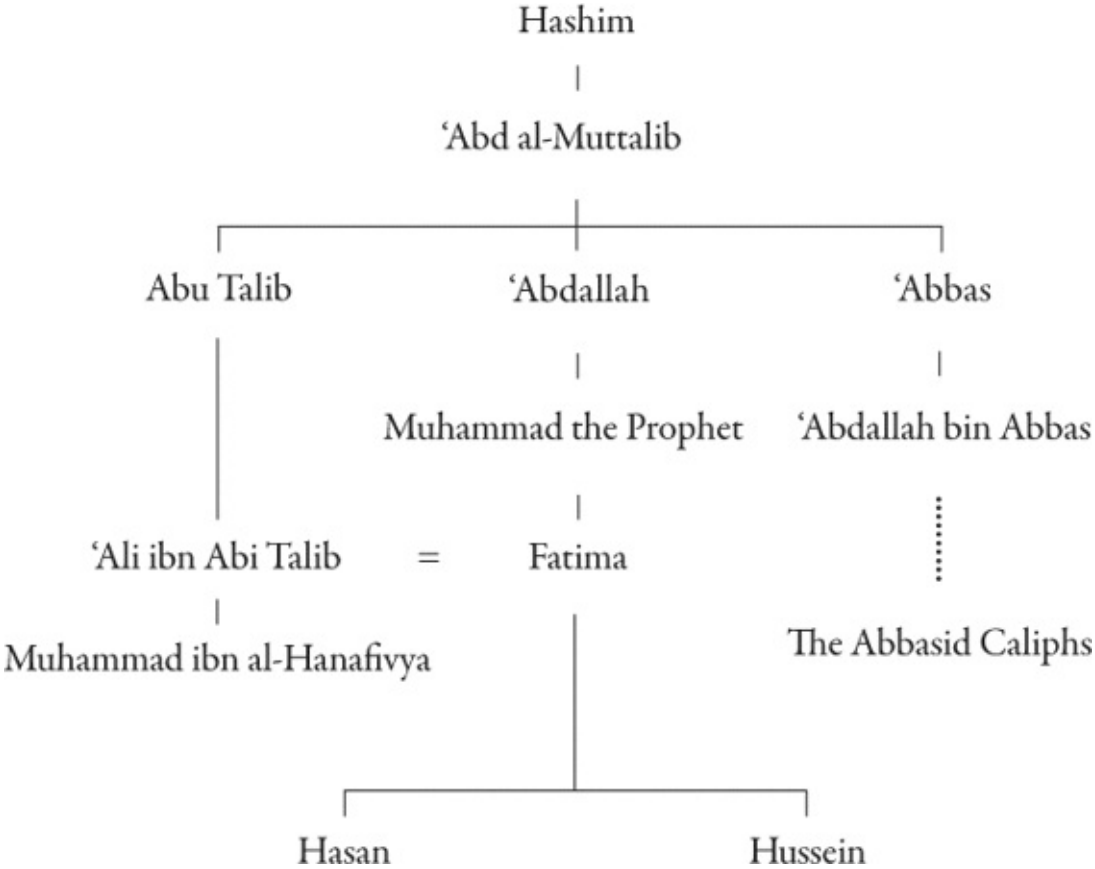 Hashim
‘Abd al-Muttalib
Abu Talib ‘Abdallah ‘Abbas
Muhammad the Prophet ‘Abdallah bin Abbas
‘Ali ibn Abi Talib = Fatima
The Abbasid Caliphs
Muhammad ibn al-Hanafivya
Hasan Hussein